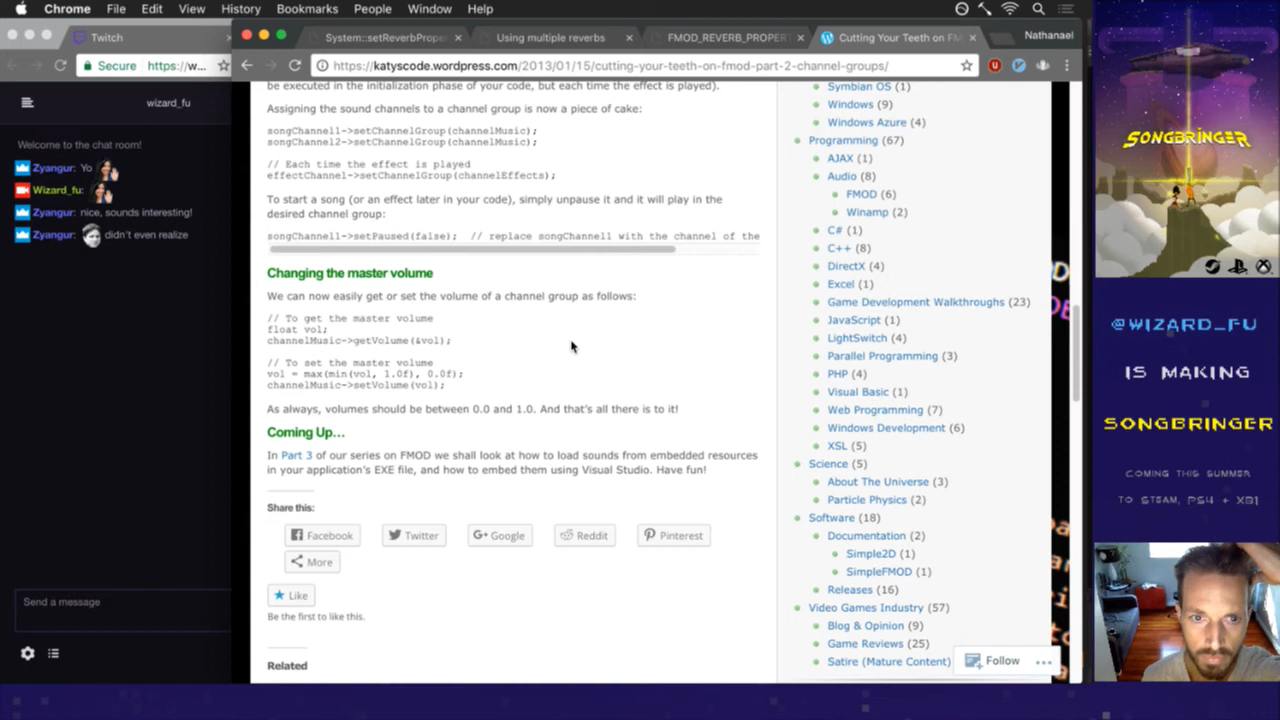 Chrome File Edit View History Bookmarks People Window Help
Twitch
System::setReverbProper
Using multiple reverbs
FMOD_REVERB_PROPERT
Cutting Your Teeth on FM
Nathanael
Secure https://w...
https://katyscode.wordpress.com/2013/01/15/cutting-your-teeth-on-fmod-part-2-channel-groups/
wizard_fu
Welcome to the chat room!
Zyangur: Yo
Wizard_fu:
Zyangur: nice, sounds interesting!
Zyangur: didn't even realize
Send a message
be executed in the initialization phase of your code, but each time the effect is played).
Assigning the sound channels to a channel group is now a piece of cake:
songChannel1->setChannelGroup(channelMusic);
songChannel2->setChannelGroup(channelMusic);
// Each time the effect is played
effectChannel->setChannelGroup(channelEffects);
To start a song (or an effect later in your code), simply unpause it and it will play in the
desired channel group:
songChannel1->setPaused(false); // replace songChannel1 with the channel of the
Changing the master volume
We can now easily get or set the volume of a channel group as follows:
// To get the master volume
float vol;
channelMusic->getVolume(&vol);
// To set the master volume
vol = max(min(vol, 1.0f), 0.0f);
channelMusic->setVolume(vol);
As always, volumes should be between 0.0 and 1.0. And that's all there is to it!
Coming Up…
In Part 3 of our series on FMOD we shall look at how to load sounds from embedded resources
in your application's EXE file, and how to embed them using Visual Studio. Have fun!
Share this:
Facebook
Twitter
Google
Reddit
Pinterest
More
Like
Be the first to like this.
Related
Symbian OS (1)
Windows (9)
Windows Azure (4)
Programming (67)
AJAX (1)
Audio (8)
FMOD (6)
Winamp (2)
C# (1)
C++ (8)
DirectX (4)
Excel (1)
Game Development Walkthroughs (23)
JavaScript (1)
LightSwitch (4)
Parallel Programming (3)
PHP (4)
Visual Basic (1)
Web Programming (7)
Windows Development (6)
XSL (5)
Science (5)
About The Universe (3)
Particle Physics (2)
Software (18)
Documentation (2)
Simple2D (1)
SimpleFMOD (1)
Releases (16)
Video Games Industry (57)
Blog & Opinion (9)
Game Reviews (25)
Satire (Mature Content)
Follow
SONGBRINGER
@WIZARD_FU
IS MAKING
SONGBRINGER
COMING THIS SUMMER
TO STEAM, PS4 + XB1